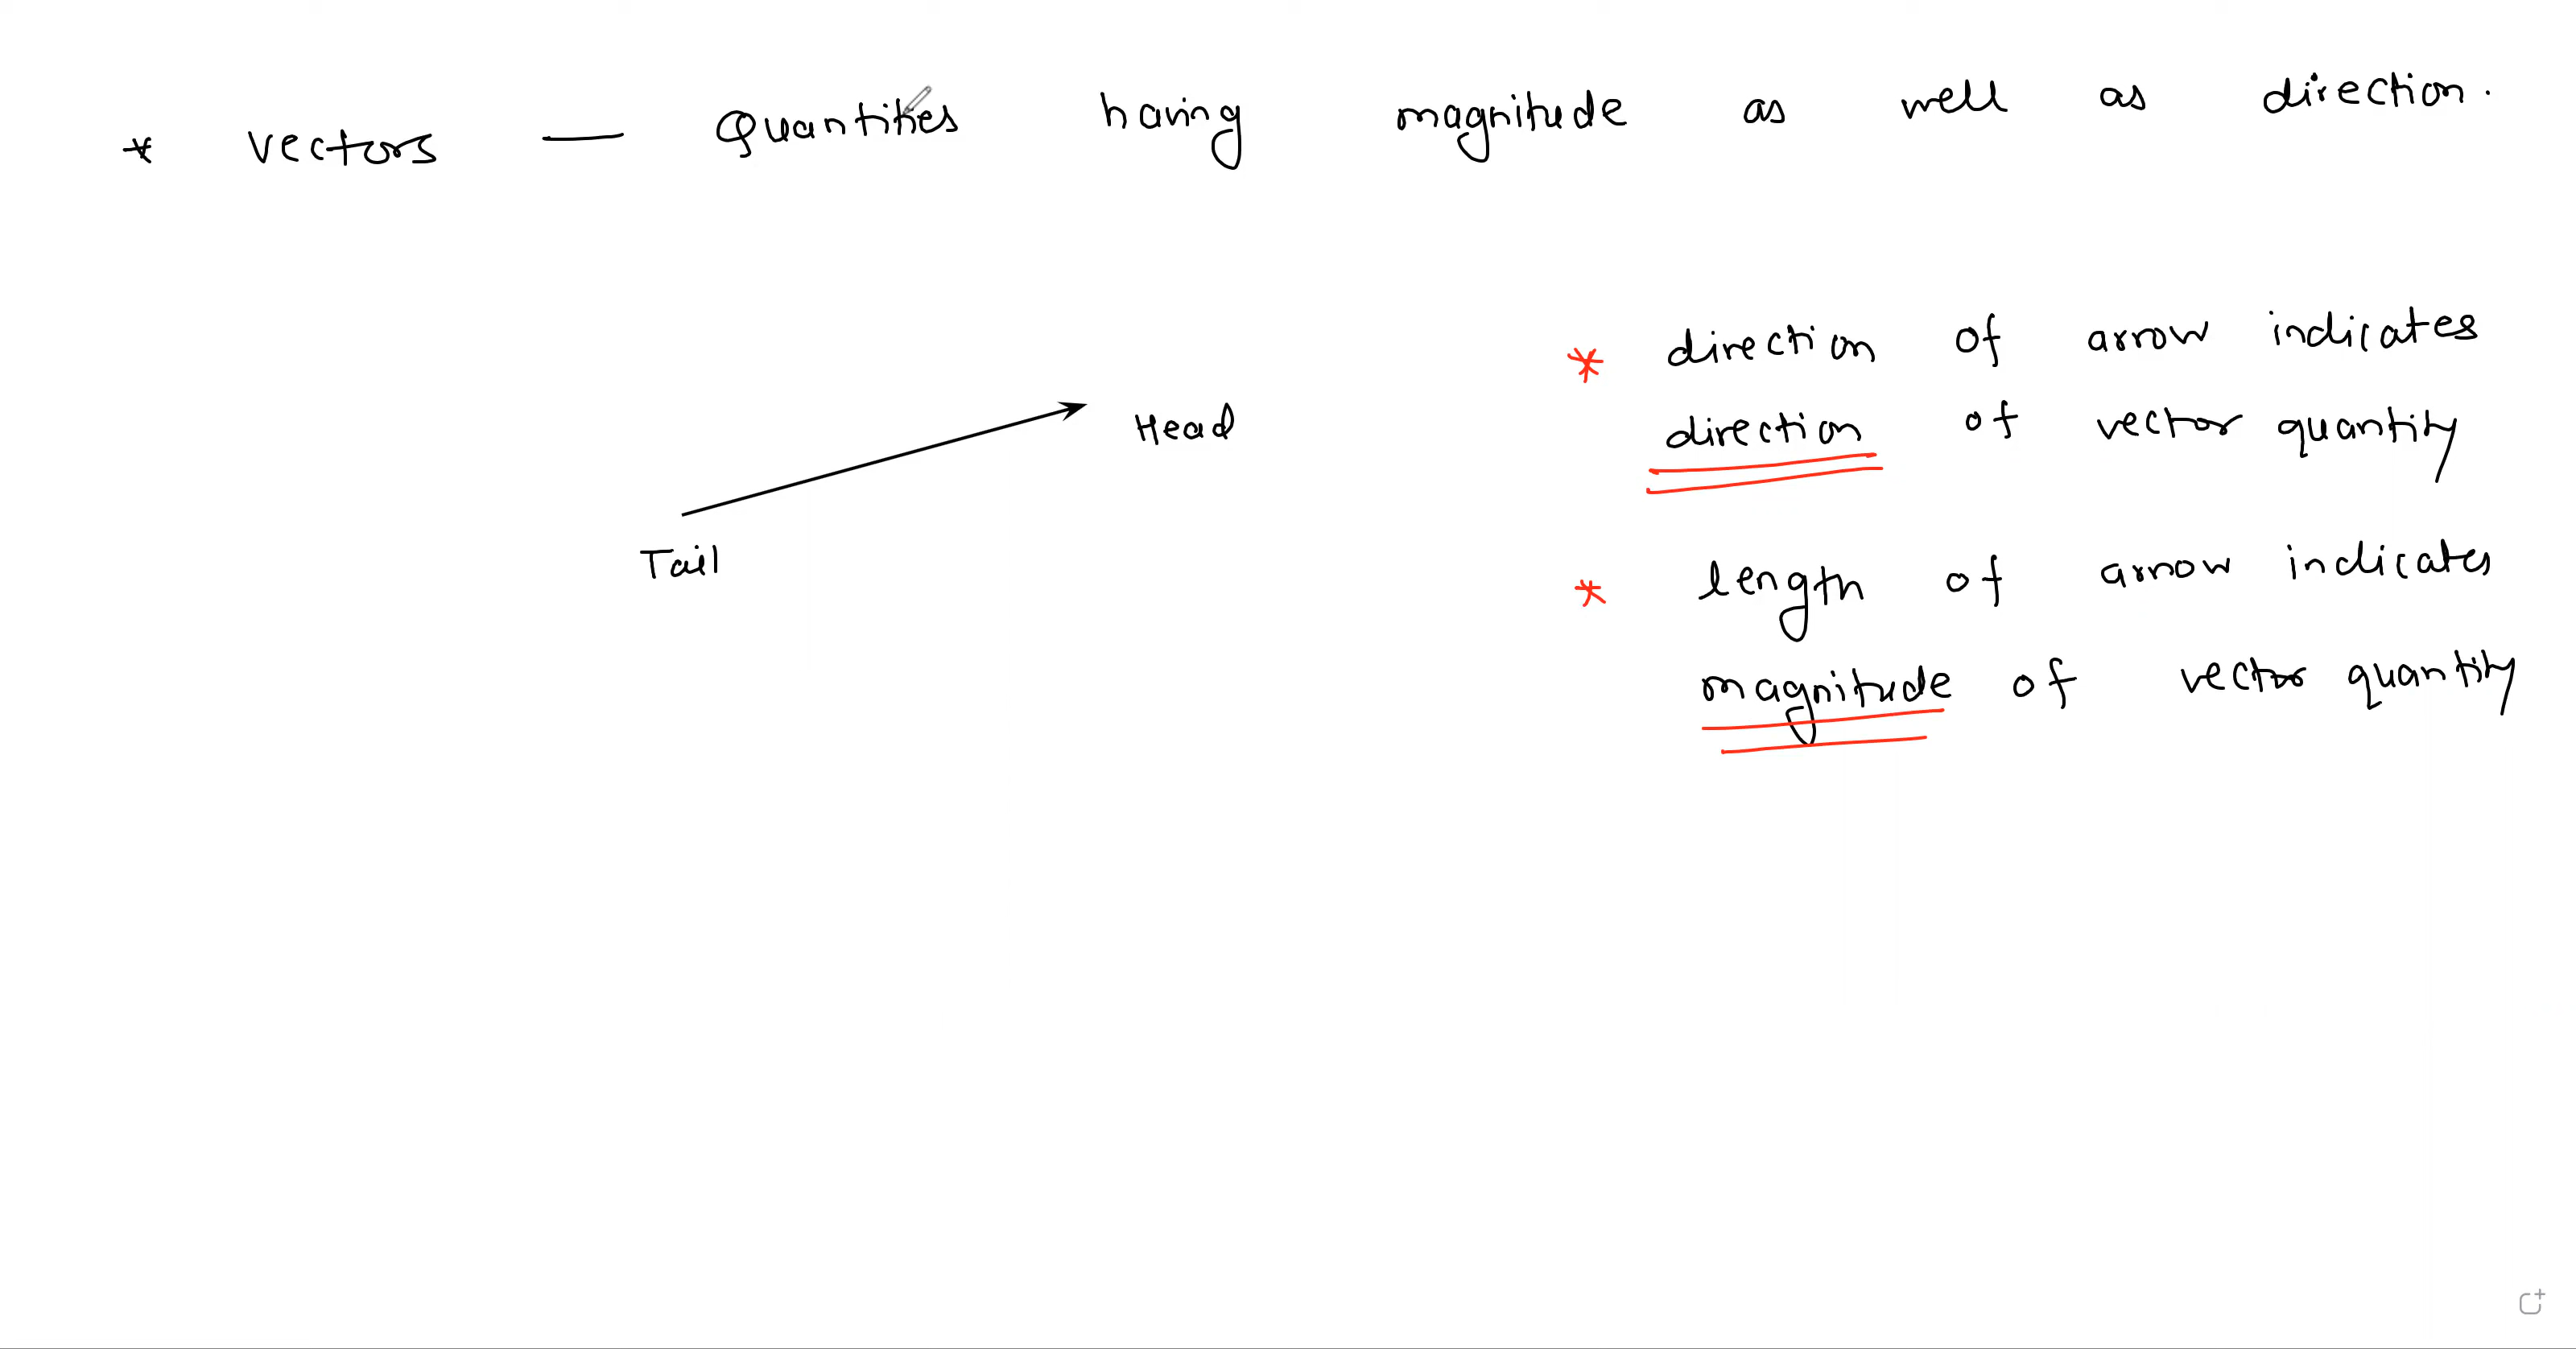 * vectors — Quantities having magnitude as well as direction.
* direction of arrow indicates
direction of vector quantity
Head
Tail
* length of arrow indicates
magnitude of vector quantity